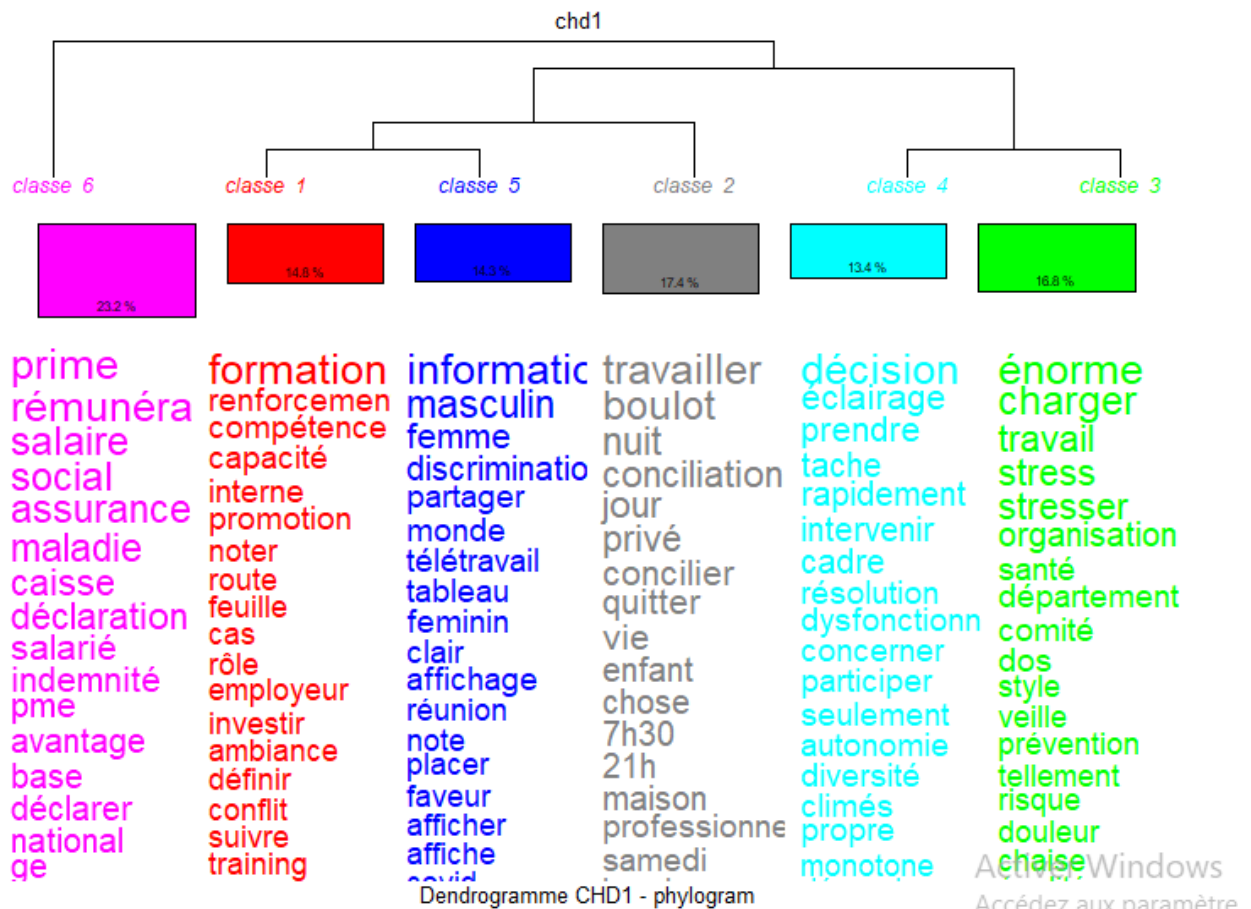 chd1
classe 6
classe 1
classe 5
classe 2
classe 4
classe 3
23.2 %
14.8 %
14.3 %
17.4 %
13.4 %
16.8 %
prime
rémunéra
salaire
social
assurance
maladie
caisse
déclaration
salarié
indemnité
pme
avantage
base
déclarer
national
ge
formation
renforcemen
compétence
capacité
interne
promotion
noter
route
feuille
cas
rôle
employeur
investir
ambiance
définir
conflit
suivre
training
informatic
masculin
femme
discriminatio
partager
monde
télétravail
tableau
feminin
clair
affichage
réunion
note
placer
faveur
afficher
affiche
covid
travailler
boulot
nuit
conciliation
jour
privé
concilier
quitter
vie
enfant
chose
7h30
21h
maison
professionne
samedi
décision
éclairage
prendre
tache
rapidement
intervenir
cadre
résolution
dysfonctionn
concerner
participer
seulement
autonomie
diversité
climés
propre
monotone
énorme
charger
travail
stress
stresser
organisation
santé
département
comité
dos
style
veille
prévention
tellement
risque
douleur
chaise
Activer Windows
Accédez aux paramètre
Dendrogramme CHD1 - phylogram